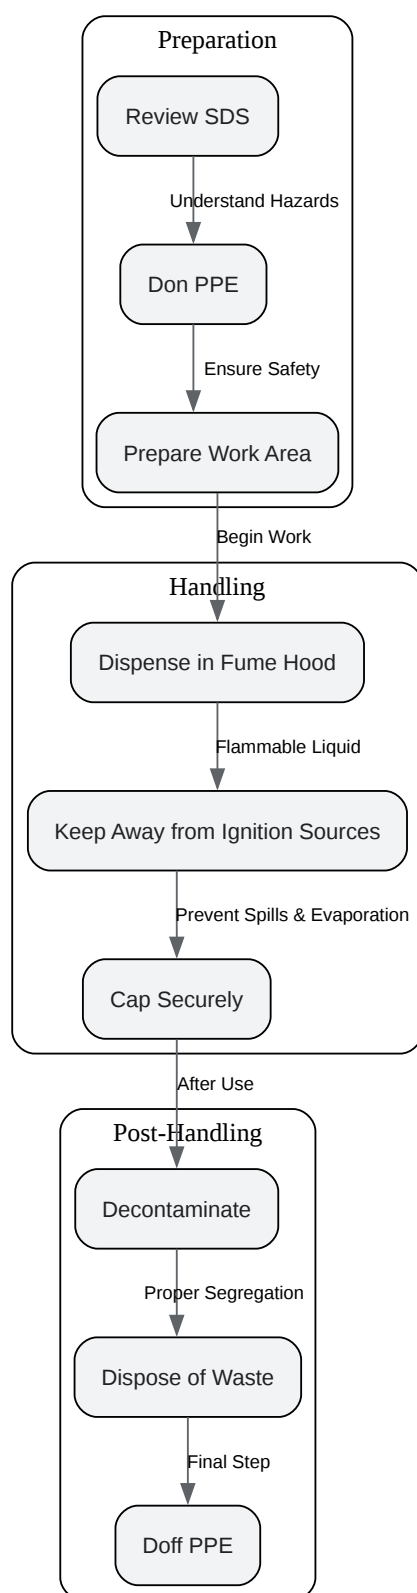 Preparation
Review SDS
Understand Hazards
Don PPE
Ensure Safety
Prepare Work Area
Begin Work
Handling
Dispense in Fume Hood
Flammable Liquid
Keep Away from Ignition Sources
Prevent Spills & Evaporation
Cap Securely
After Use
Post-Handling
Decontaminate
Proper Segregation
Dispose of Waste
Final Step
Doff PPE